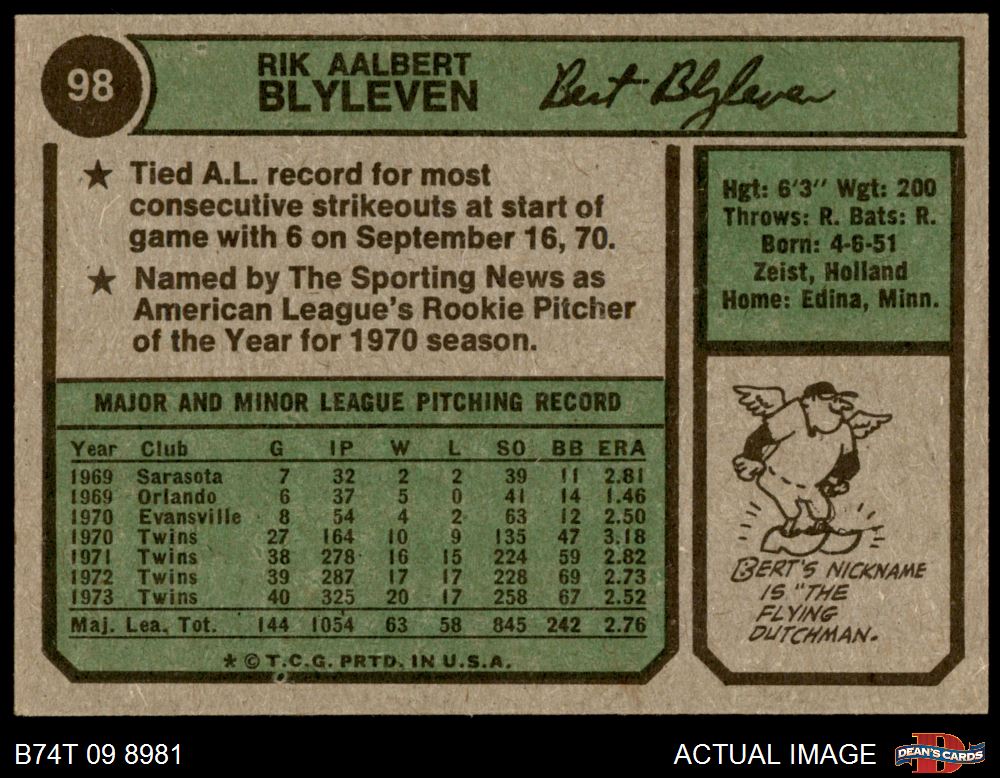 98
RIK AALBERT
BLYLEVEN
Bert Blyleven
★ Tied A.L. record for most
consecutive strikeouts at start of
game with 6 on September 16, 70.
★ Named by The Sporting News as
American League's Rookie Pitcher
of the Year for 1970 season.
Hgt: 6'3" Wgt: 200
Throws: R. Bats: R.
Born: 4-6-51
Zeist, Holland
Home: Edina, Minn.
MAJOR AND MINOR LEAGUE PITCHING RECORD
Year Club G IP W L SO BB ERA
1969 Sarasota 7 32 2 2 39 11 2.81
1969 Orlando 6 37 5 0 41 14 1.46
1970 Evansville 8 54 4 2 63 12 2.50
1970 Twins 27 164 10 9 135 47 3.18
1971 Twins 38 278 16 15 224 59 2.82
1972 Twins 39 287 17 17 228 69 2.73
1973 Twins 40 325 20 17 258 67 2.52
Maj. Lea. Tot. 144 1054 63 58 845 242 2.76
★ © T.C.G. PRTD. IN U.S.A.
BERT'S NICKNAME
IS "THE
FLYING
DUTCHMAN.
B74T 09 8981
ACTUAL IMAGE
DEAN'S CARDS